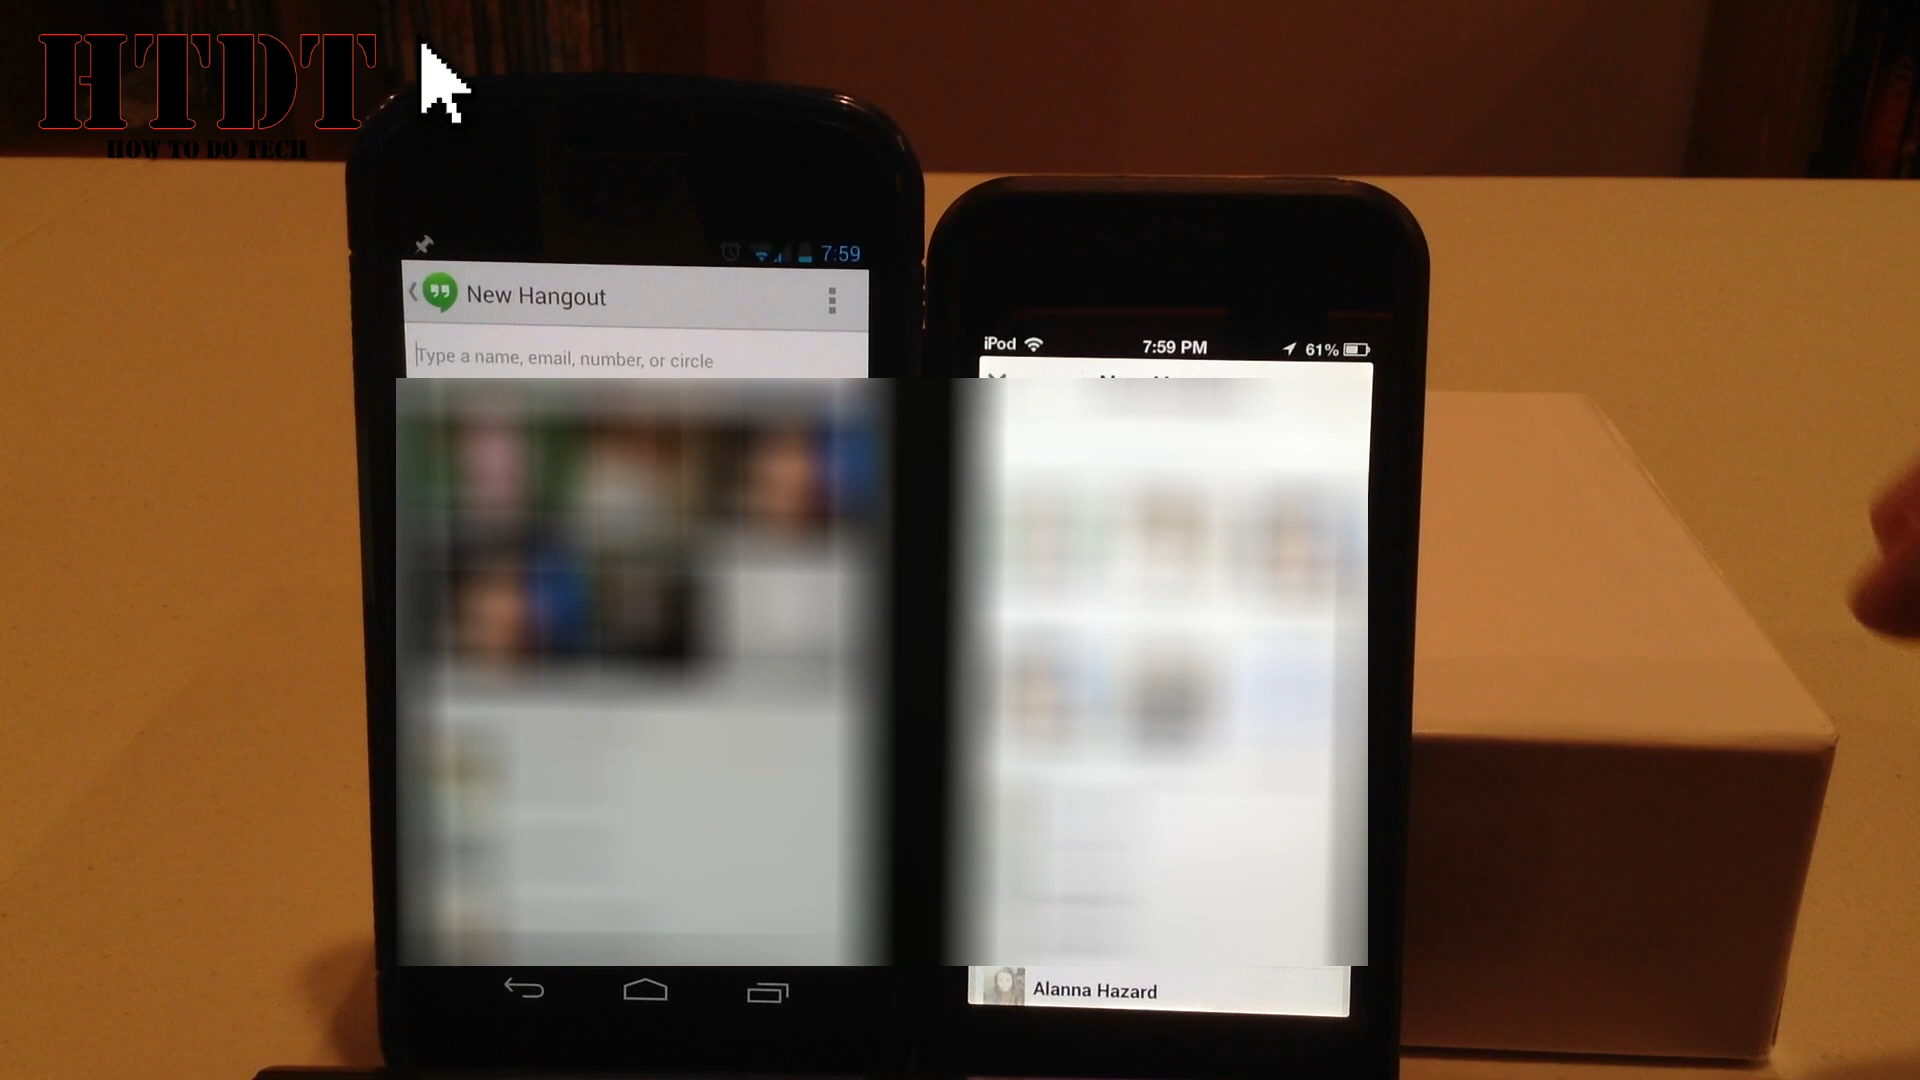 HTDT
HOW TO DO TECH
7:59
New Hangout
Type a name, email, number, or circle
iPod
7:59 PM
61%
Alanna Hazard